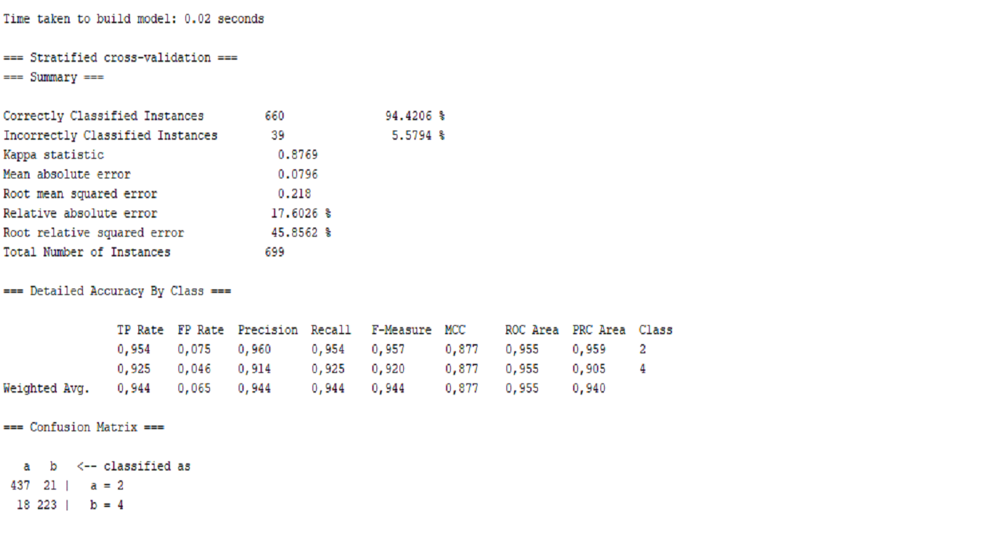 Time taken to build model: 0.02 seconds
=== Stratified cross-validation ===
=== Summary ===
Correctly Classified Instances 660 94.4206 %
Incorrectly Classified Instances 39 5.5794 %
Kappa statistic 0.8769
Mean absolute error 0.0796
Root mean squared error 0.218
Relative absolute error 17.6026 %
Root relative squared error 45.8562 %
Total Number of Instances 699
=== Detailed Accuracy By Class ===
TP Rate FP Rate Precision Recall F-Measure MCC ROC Area PRC Area Class
0,954 0,075 0,960 0,954 0,957 0,877 0,955 0,959 2
0,925 0,046 0,914 0,925 0,920 0,877 0,955 0,905 4
Weighted Avg. 0,944 0,065 0,944 0,944 0,944 0,877 0,955 0,940
=== Confusion Matrix ===
a b <-- classified as
437 21 | a = 2
18 223 | b = 4